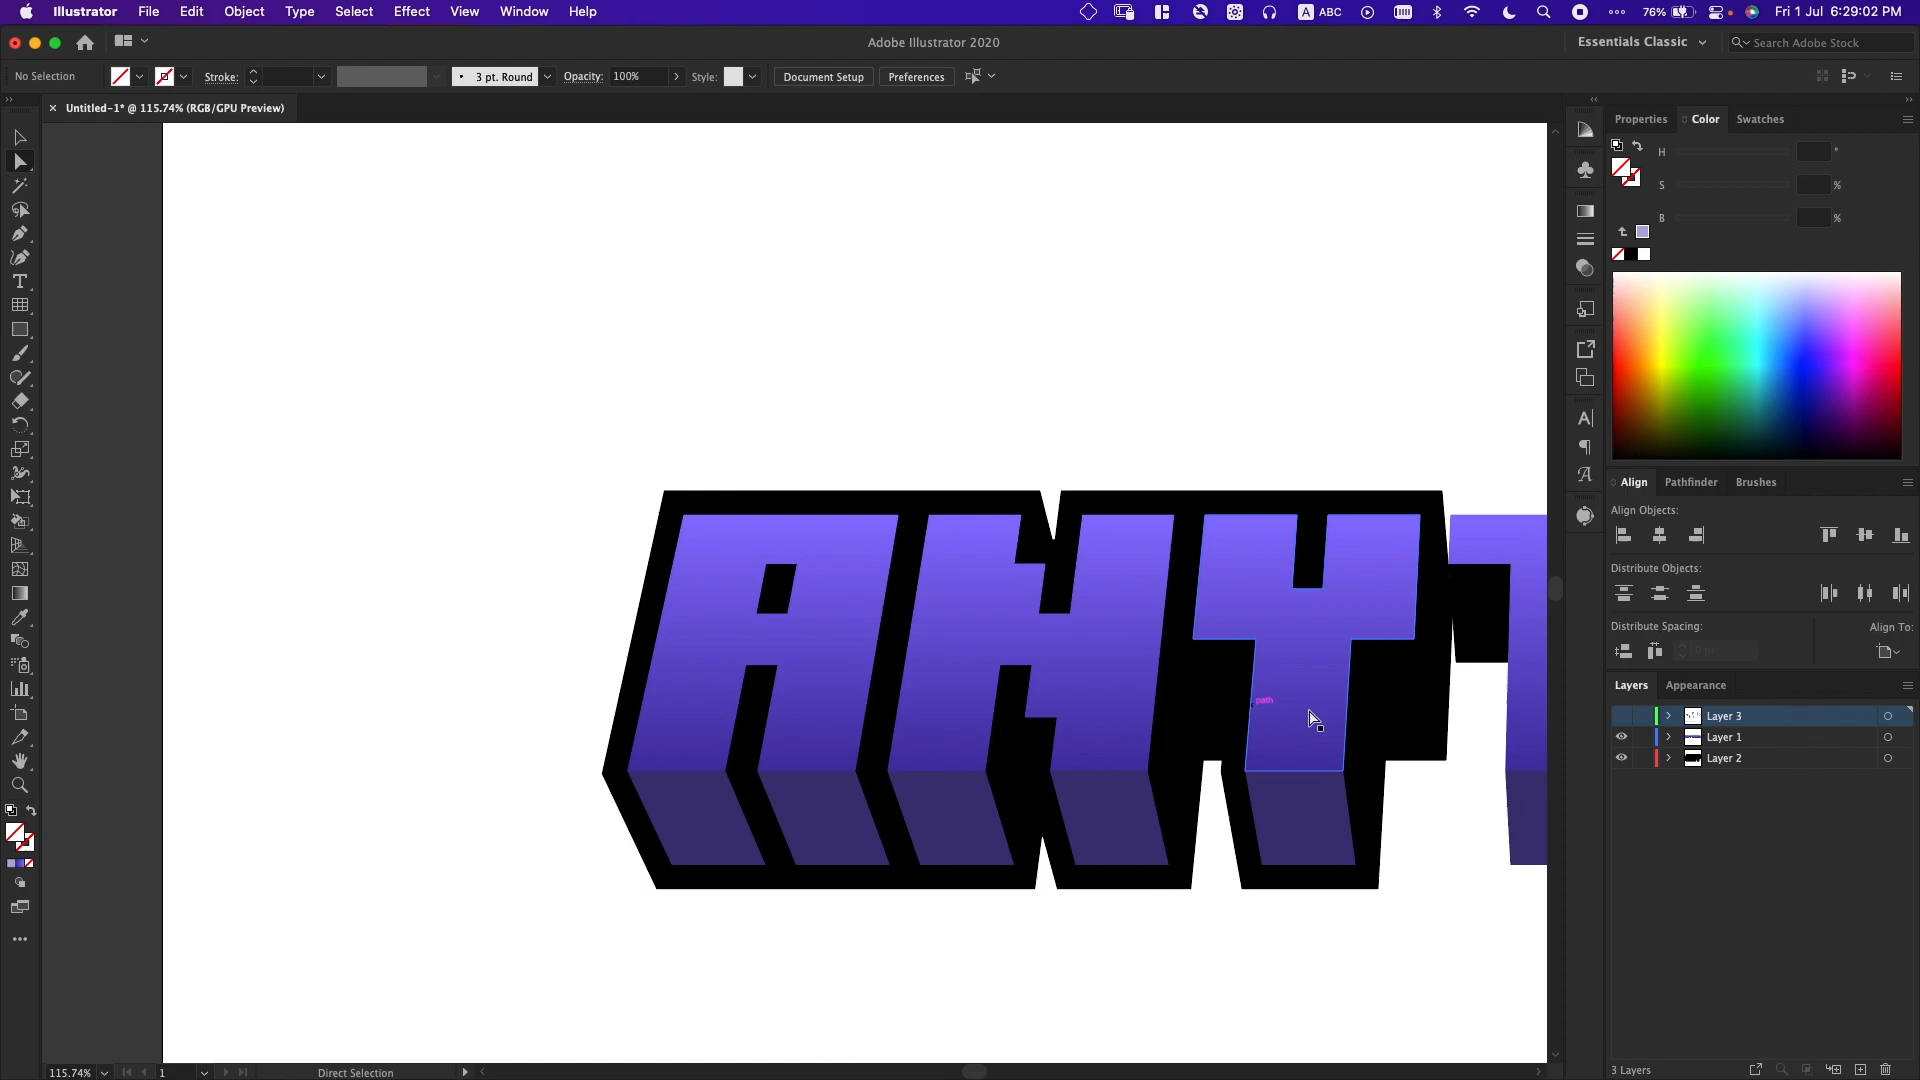 Illustrator File Edit Object Type Select Effect View Window Help
A ABC 76% Fri 1 Jul 6:29:02 PM
Adobe Illustrator 2020
Essentials Classic
Search Adobe Stock
No Selection Stroke: 3 pt. Round Opacity: 100% Style: Document Setup Preferences
× Untitled-1* @ 115.74% (RGB/GPU Preview)
Properties Color Swatches
H °
S %
B %
Align Pathfinder Brushes
Align Objects:
Distribute Objects:
Distribute Spacing: Align To:
0 pt
Layers Appearance
Layer 3
Layer 1
Layer 2
ANYT
path
115.74% 1 Direct Selection
3 Layers